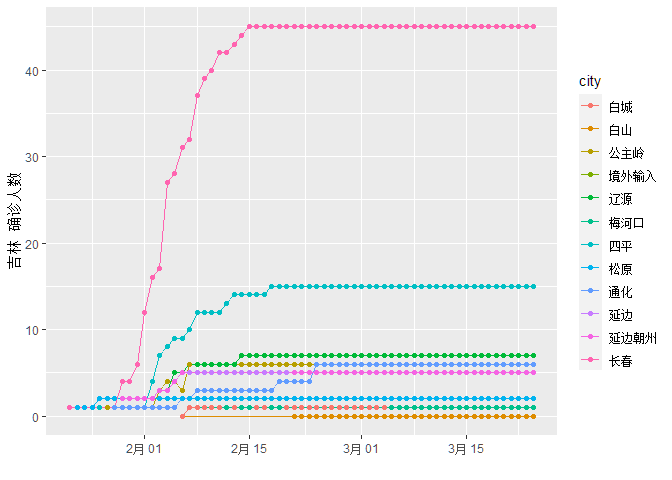 吉林 确诊人数
40
30
20
10
0
2月 01
2月 15
3月 01
3月 15
city
白城
白山
公主岭
境外输入
辽源
梅河口
四平
松原
通化
延边
延边朝州
长春